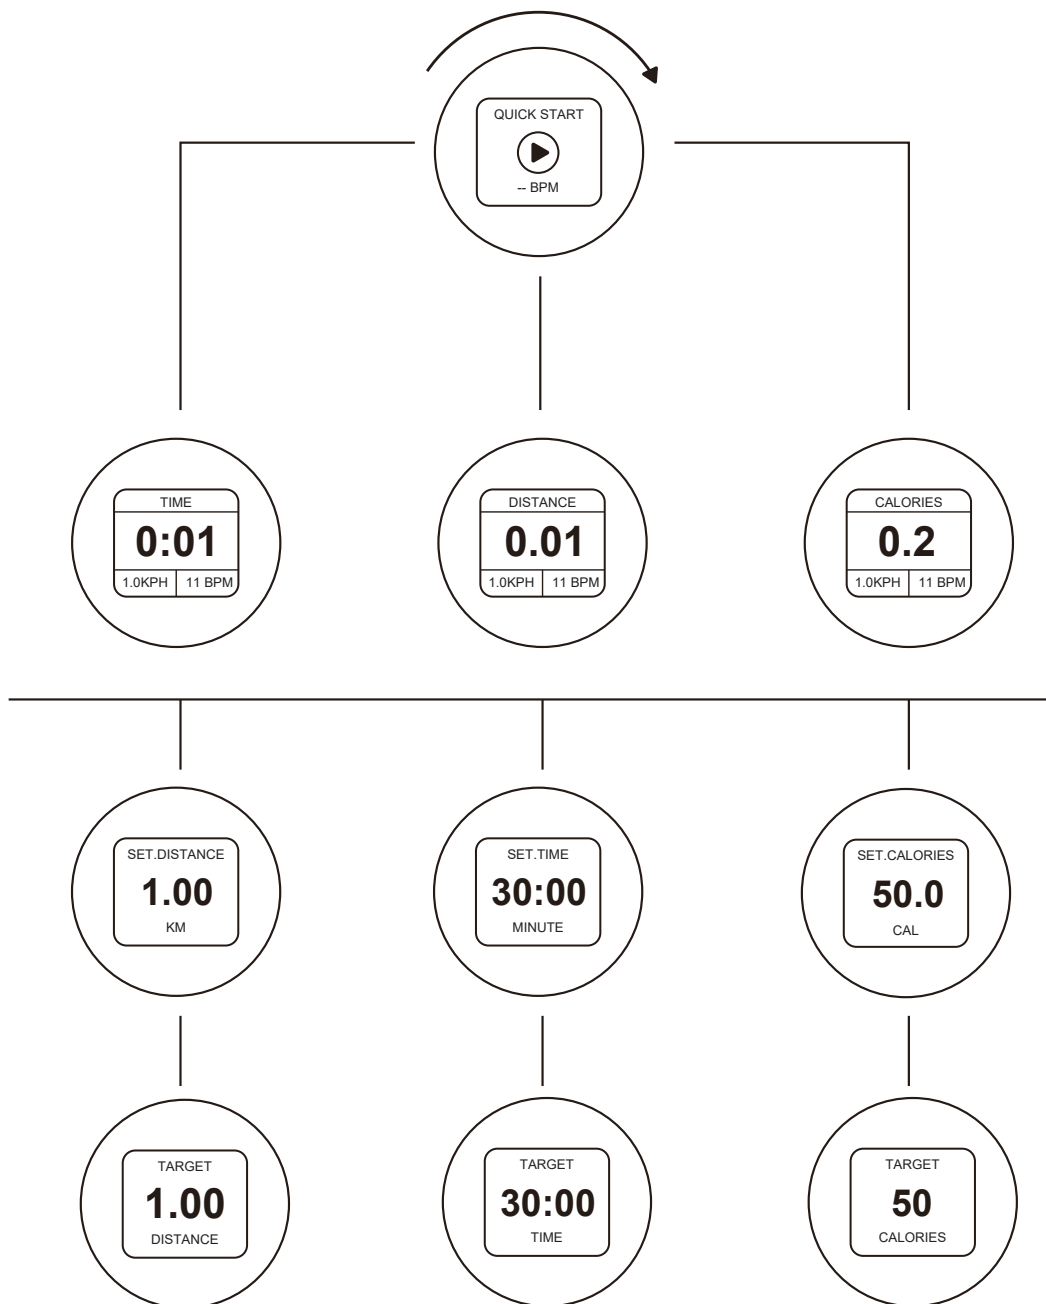 QUICK START
-- BPM
TIME
0:01
1.0KPH 11 BPM
DISTANCE
0.01
1.0KPH 11 BPM
CALORIES
0.2
1.0KPH 11 BPM
SET.DISTANCE
1.00
KM
SET.TIME
30:00
MINUTE
SET.CALORIES
50.0
CAL
TARGET
1.00
DISTANCE
TARGET
30:00
TIME
TARGET
50
CALORIES